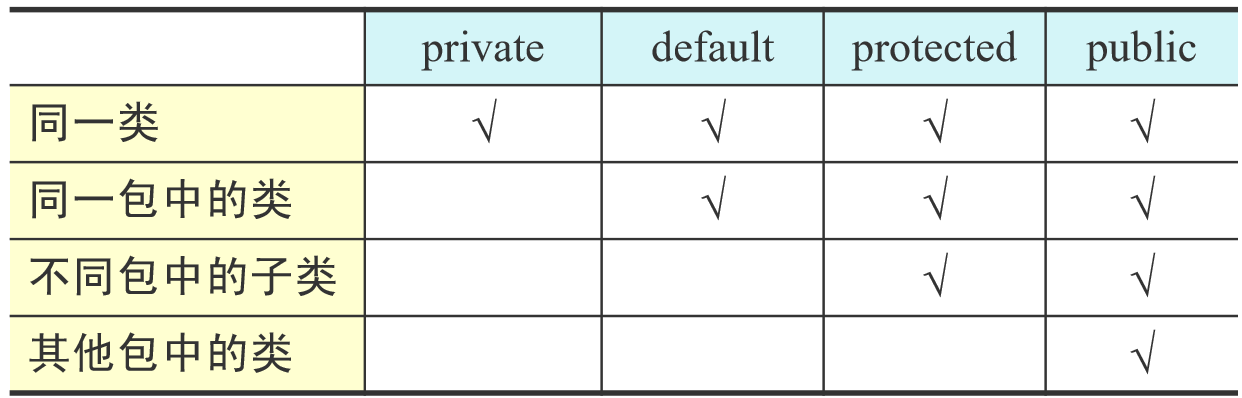 private default protected public
同一类 √ √ √ √
同一包中的类 √ √ √
不同包中的子类 √ √
其他包中的类 √